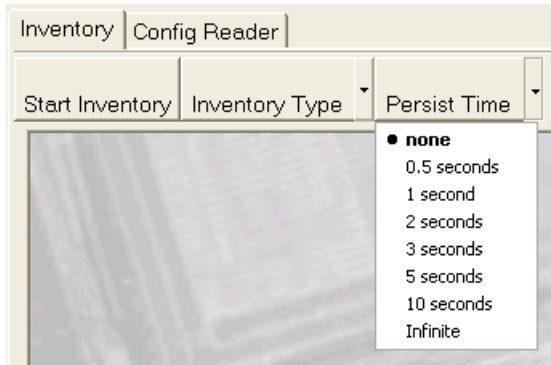 Inventory Config Reader
Start Inventory Inventory Type Persist Time
none
0.5 seconds
1 second
2 seconds
3 seconds
5 seconds
10 seconds
Infinite